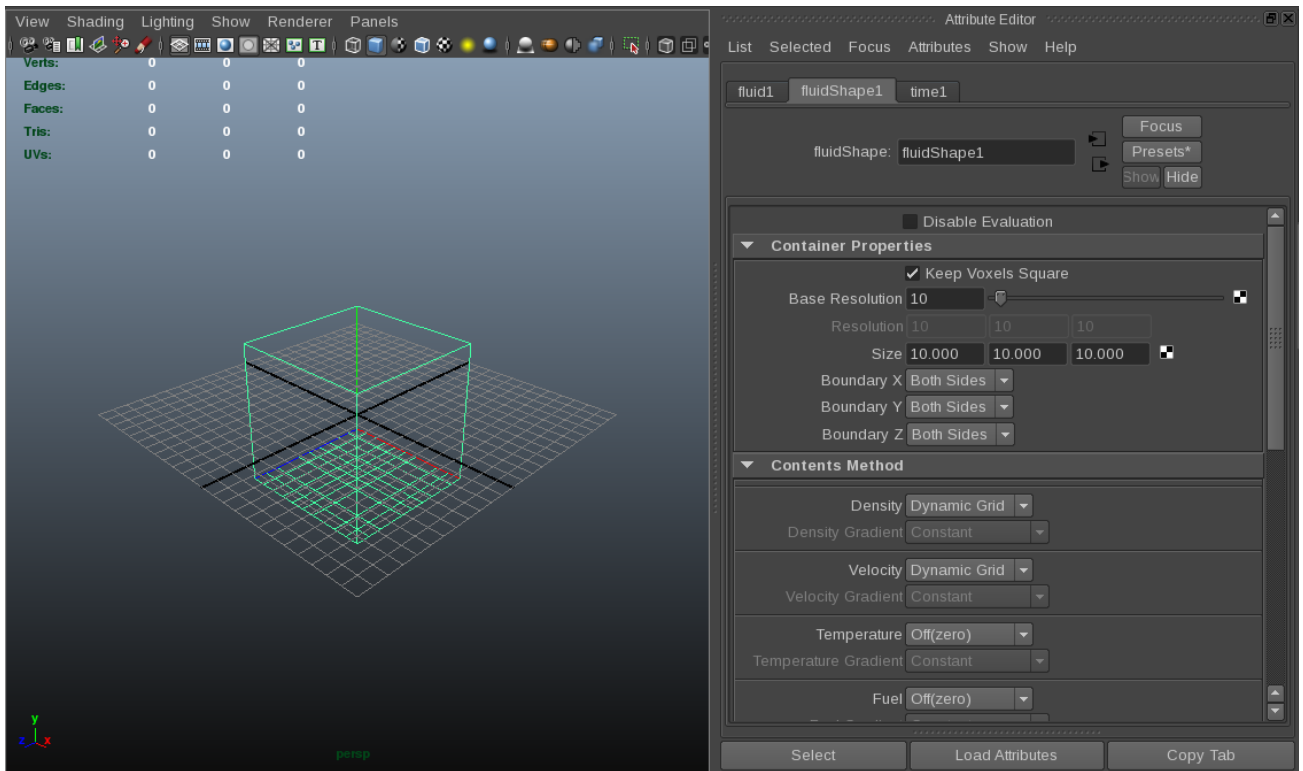 View Shading Lighting Show Renderer Panels
Verts: 0 0 0
Edges: 0 0 0
Faces: 0 0 0
Tris: 0 0 0
UVs: 0 0 0
y
z x
persp
Attribute Editor
List Selected Focus Attributes Show Help
fluid1 fluidShape1 time1
Focus
fluidShape: fluidShape1
Presets*
Show Hide
Disable Evaluation
Container Properties
Keep Voxels Square
Base Resolution 10
Resolution 10 10 10
Size 10.000 10.000 10.000
Boundary X Both Sides
Boundary Y Both Sides
Boundary Z Both Sides
Contents Method
Density Dynamic Grid
Density Gradient Constant
Velocity Dynamic Grid
Velocity Gradient Constant
Temperature Off(zero)
Temperature Gradient Constant
Fuel Off(zero)
Select Load Attributes Copy Tab